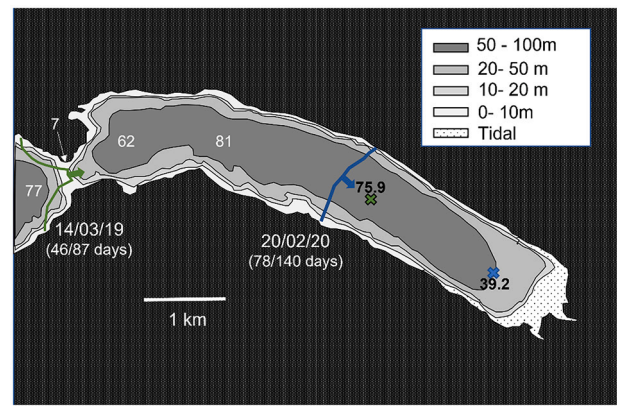 50 - 100m
20- 50 m
10- 20 m
0- 10m
Tidal
7
62
81
77
75.9
14/03/19
(46/87 days)
20/02/20
(78/140 days)
39.2
1 km